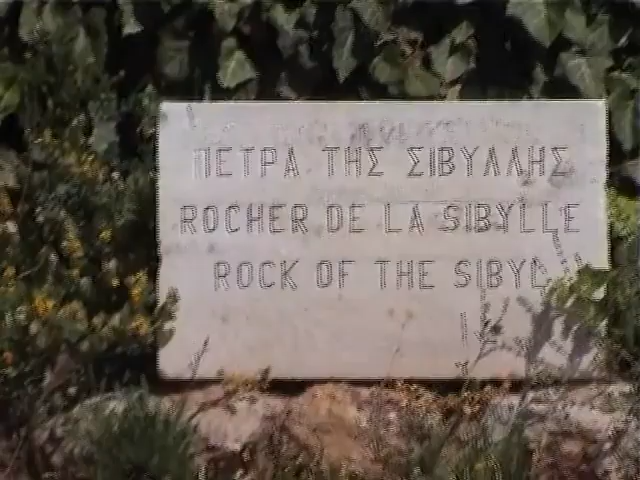 ΠΕΤΡΑ ΤΗΣ ΣΙΒΥΛΛΗΣ
ROCHER DE LA SIBYLLE
ROCK OF THE SIBYL